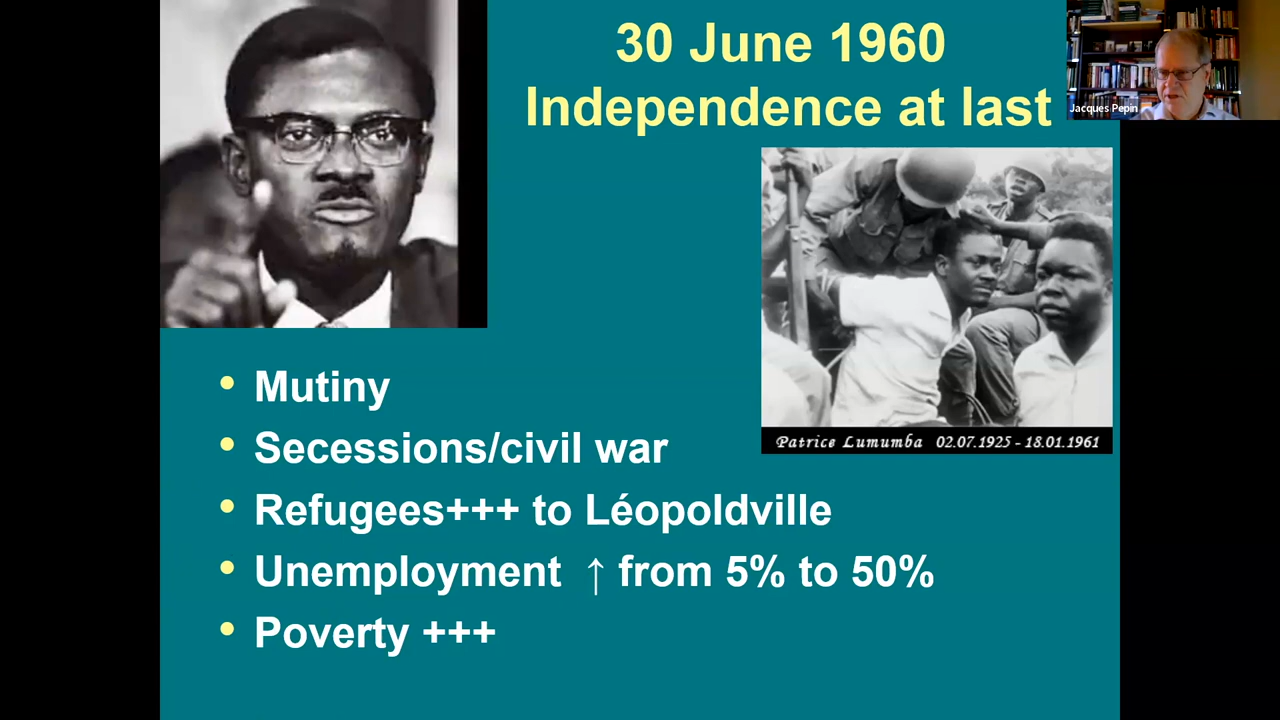 30 June 1960
Independence at last
Jacques Pepin
Patrice Lumumba 02.07.1925 - 18.01.1961
• Mutiny
• Secessions/civil war
• Refugees+++ to Léopoldville
• Unemployment ↑ from 5% to 50%
• Poverty +++